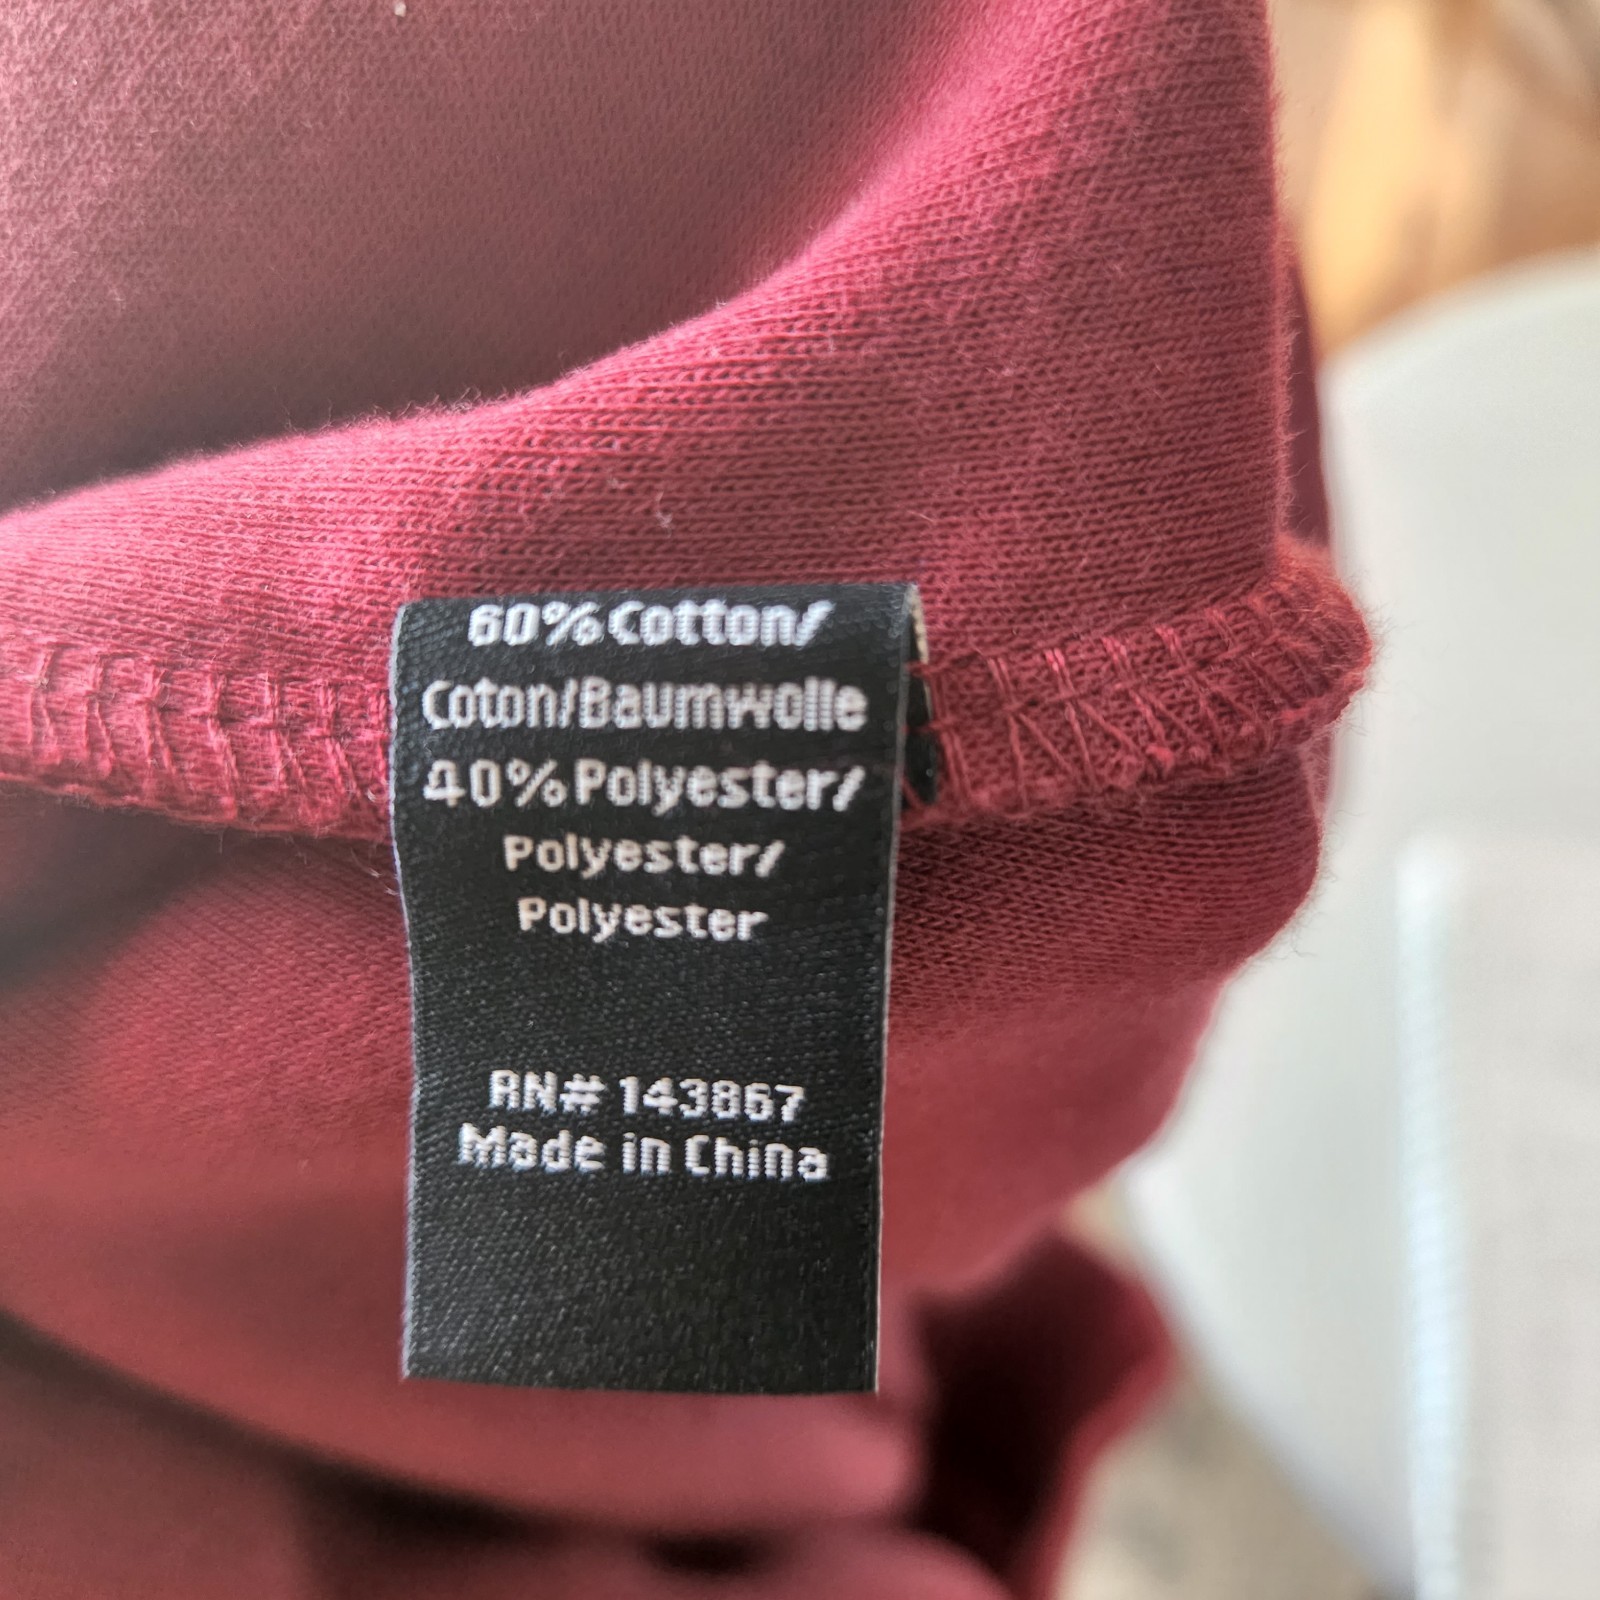 60% Cotton/
Coton/Baumwolle
40% Polyester/
Polyester/
Polyester
RN# 143867
Made in China